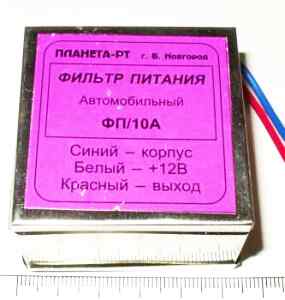 ПЛАНЕТА-РТ г. В. Новгород
ФИЛЬТР ПИТАНИЯ
Автомобильный
ФП/10А
Синий – корпус
Белый – +12В
Красный – выход